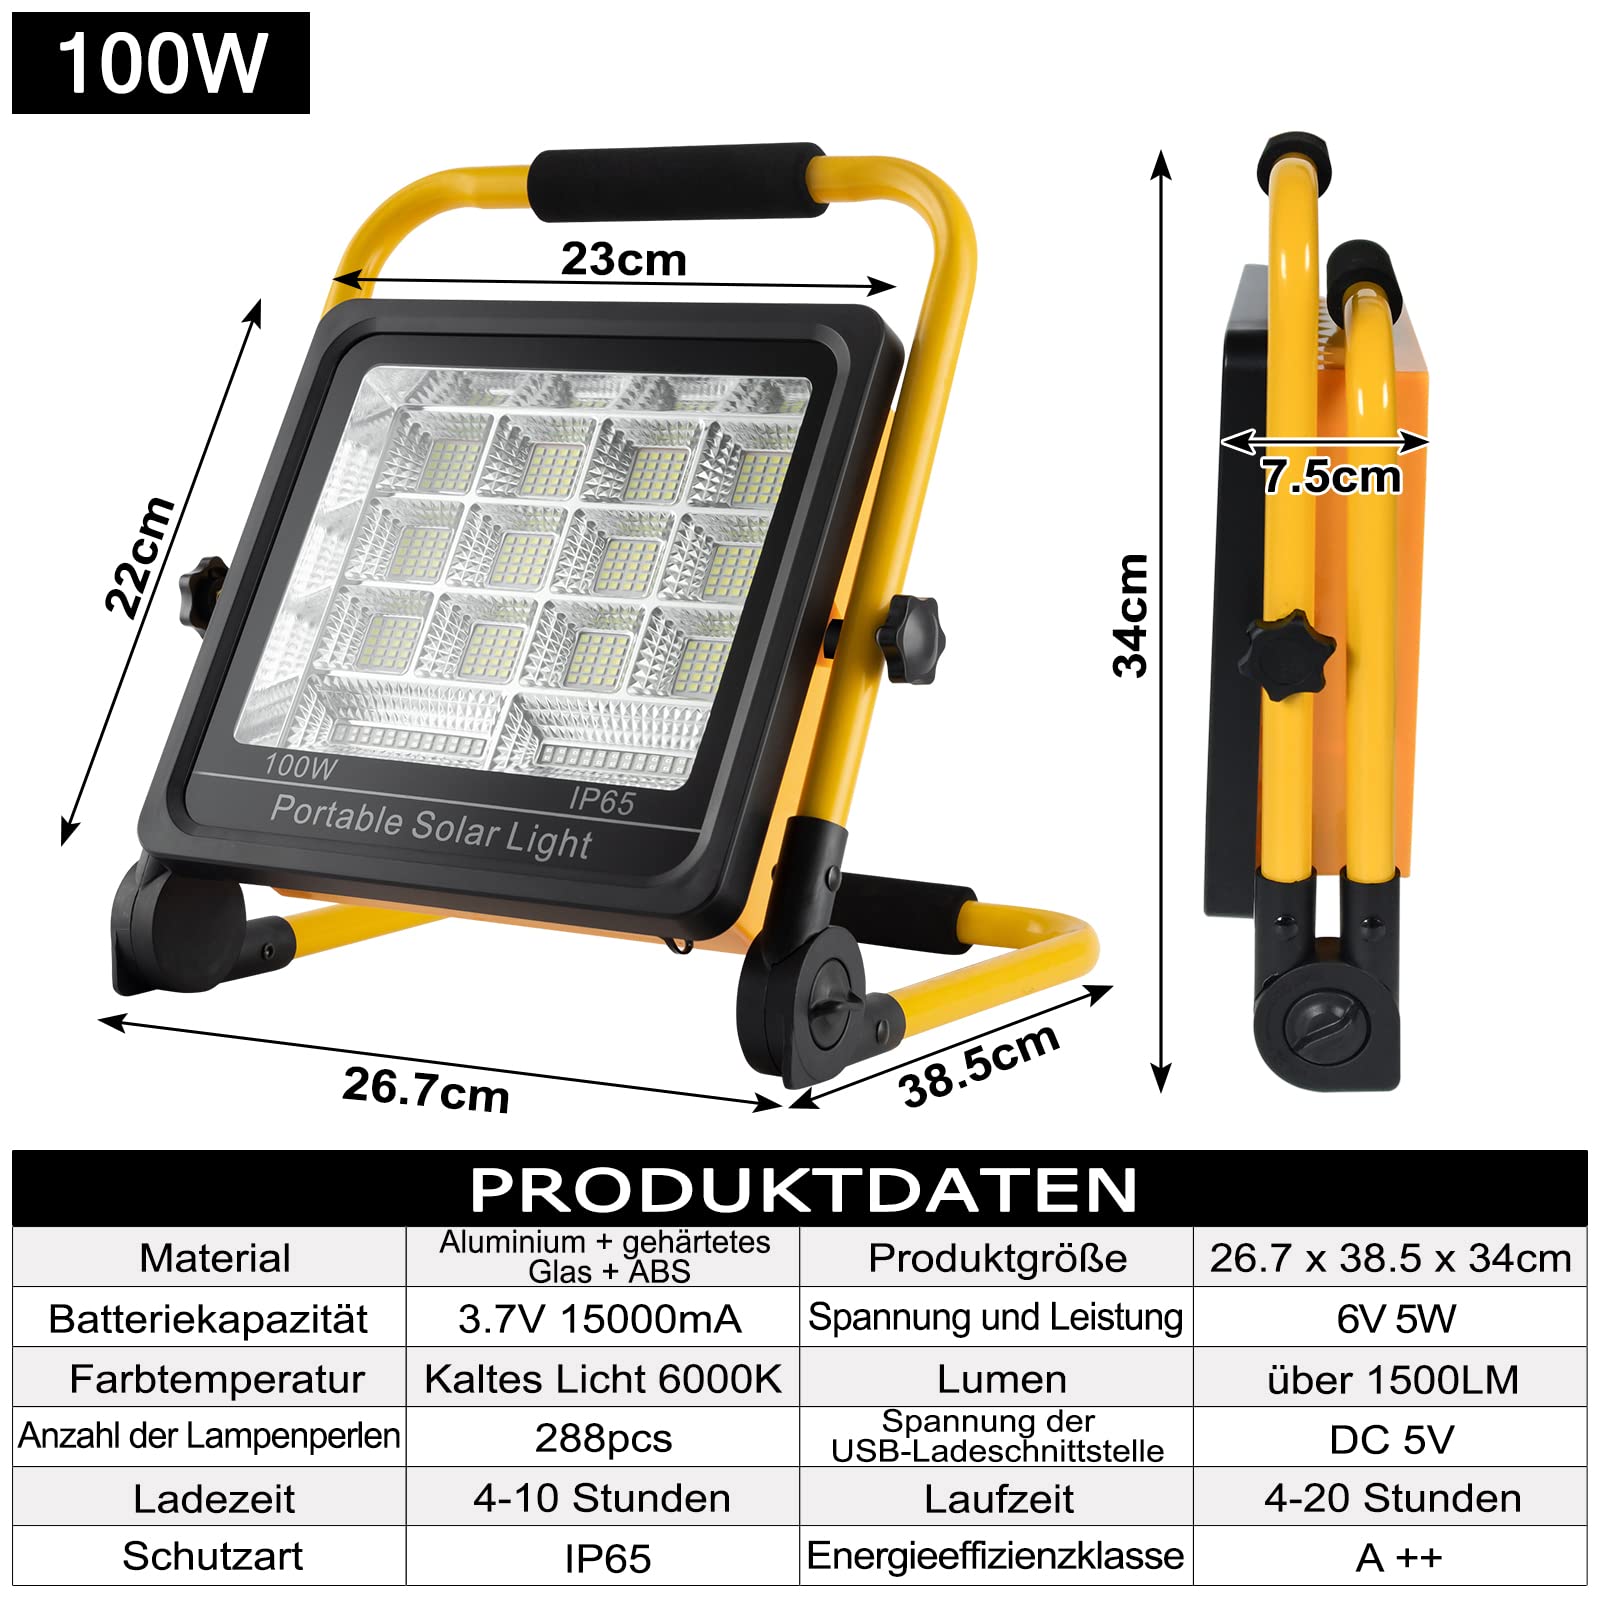 100W
23cm
22cm
7.5cm
34cm
100W
IP65
Portable Solar Light
26.7cm
38.5cm
PRODUKTDATEN
Material
Aluminium + gehärtetes
Glas + ABS
Produktgröße
26.7 x 38.5 x 34cm
Batteriekapazität
3.7V 15000mA
Spannung und Leistung
6V 5W
Farbtemperatur
Kaltes Licht 6000K
Lumen
über 1500LM
Anzahl der Lampenperlen
288pcs
Spannung der
USB-Ladeschnittstelle
DC 5V
Ladezeit
4-10 Stunden
Laufzeit
4-20 Stunden
Schutzart
IP65
Energieeffizienzklasse
A ++